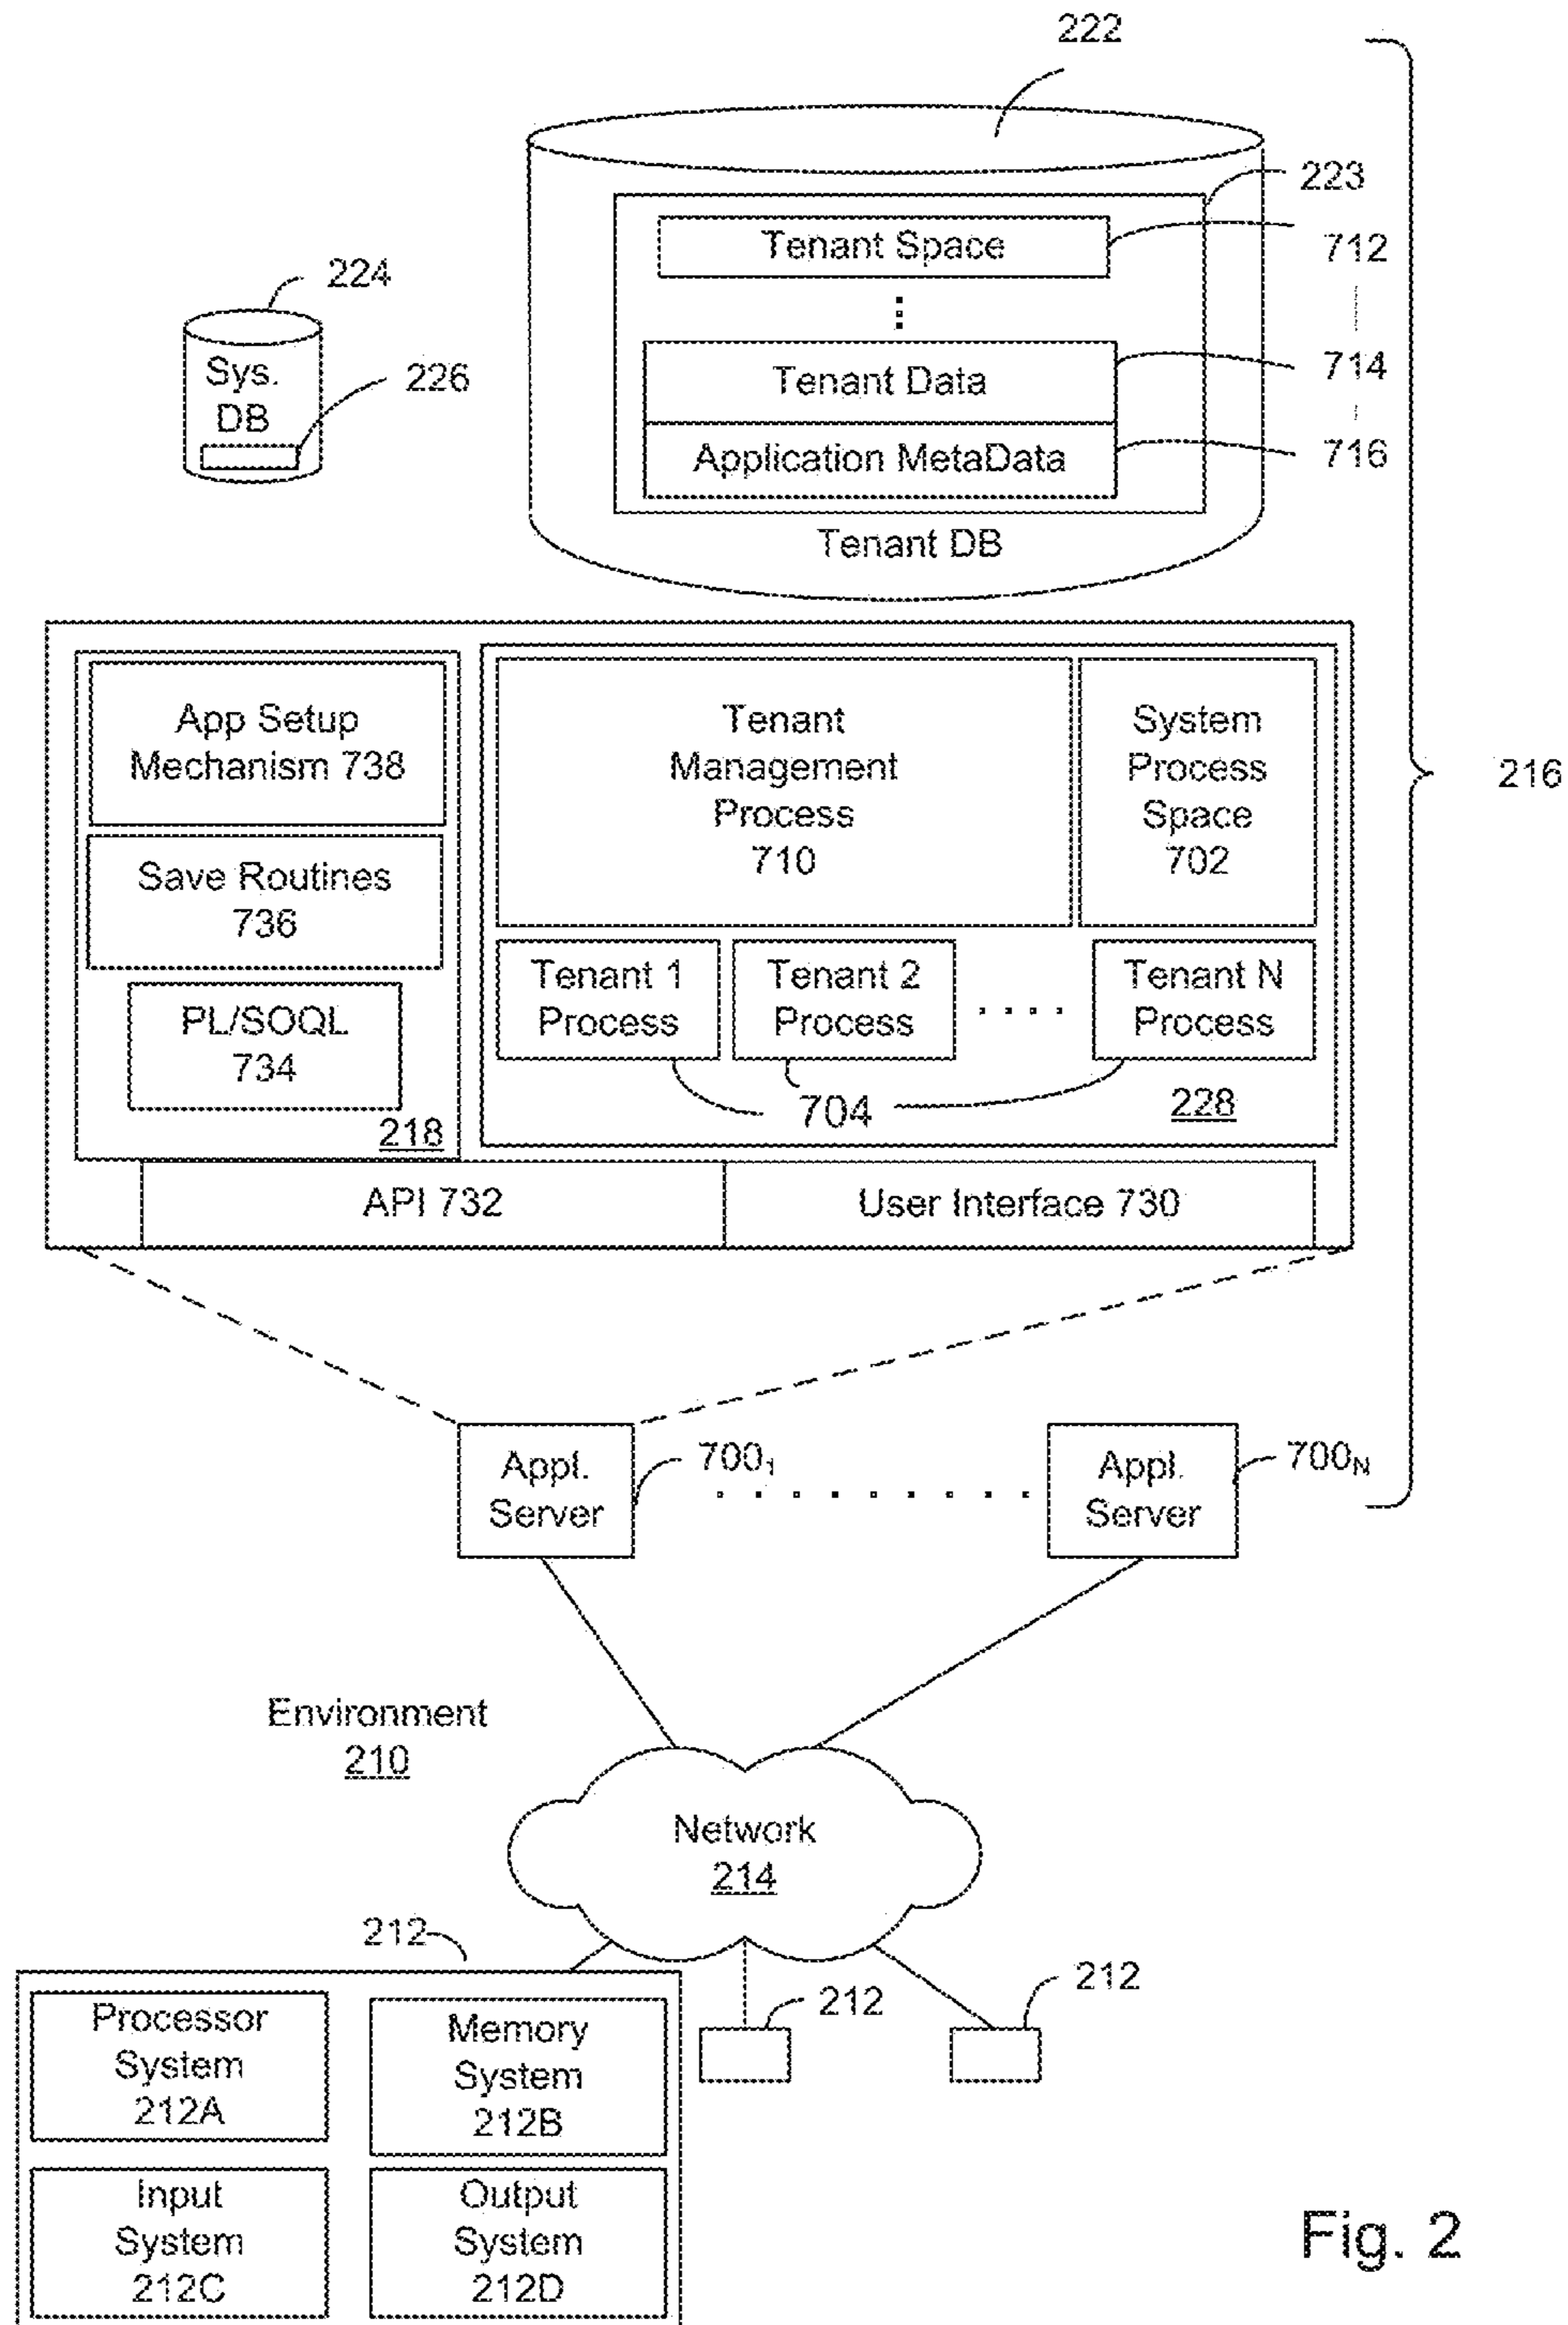 222
223
Tenant Space
712
224
Sys.
DB
226
Tenant Data
714
Application MetaData
716
Tenant DB
App Setup
Mechanism 738
Tenant
Management
Process
710
System
Process
Space
702
216
Save Routines
736
Tenant 1
Process
Tenant 2
Process
Tenant N
Process
PL/SOQL
734
704
228
218
API 732
User Interface 730
Appl.
Server
700₁
Appl.
Server
700N
Environment
210
Network
214
212
212
212
Processor
System
212A
Memory
System
212B
Input
System
212C
Output
System
212D
Fig. 2